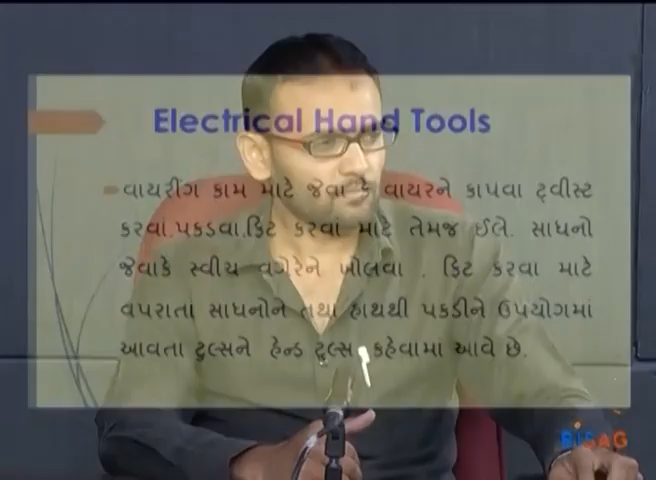 Electrical Hand Tools
વાયરીંગ કામ માટે જેવા કે વાયરને કાપવા ટ્વીસ્ટ
કરવા.પકડવા.ફિટ કરવા માટે તેમજ ઈલે. સાધનો
જેવાકે સ્વીચ વગેરેને ખોલવા . ફિટ કરવા માટે
વપરાતા સાધનોને તથા હાથથી પકડીને ઉપયોગમાં
આવતા ટુલ્સને હેન્ડ ટુલ્સ કહેવામા આવે છે.
BISAG